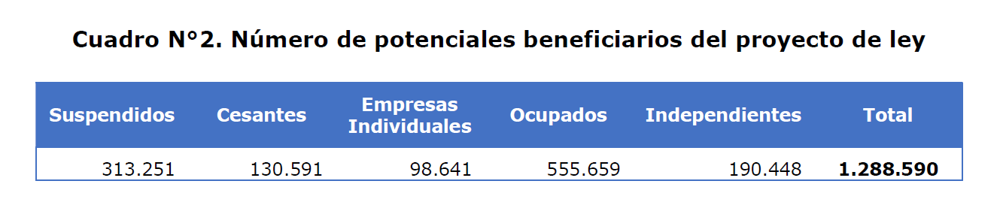 Cuadro N°2. Número de potenciales beneficiarios del proyecto de ley
Suspendidos Cesantes Empresas Individuales Ocupados Independientes Total
313.251 130.591 98.641 555.659 190.448 1.288.590